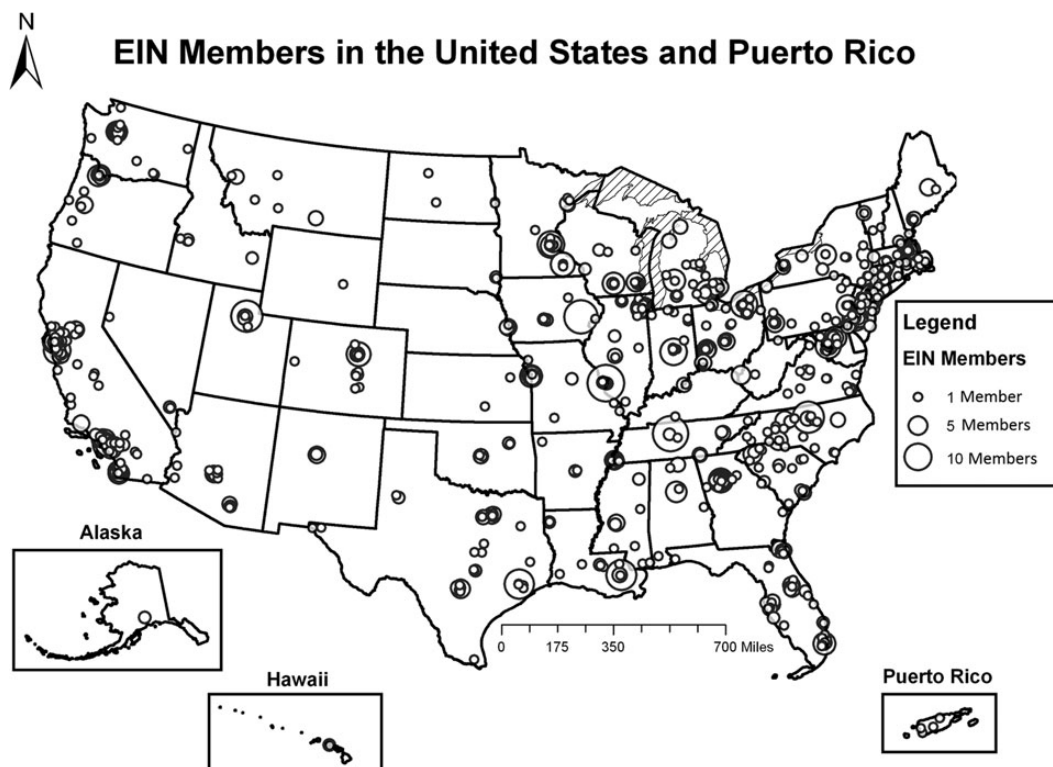 N
EIN Members in the United States and Puerto Rico
Legend
EIN Members
1 Member
5 Members
10 Members
Alaska
0 175 350 700 Miles
Hawaii
Puerto Rico